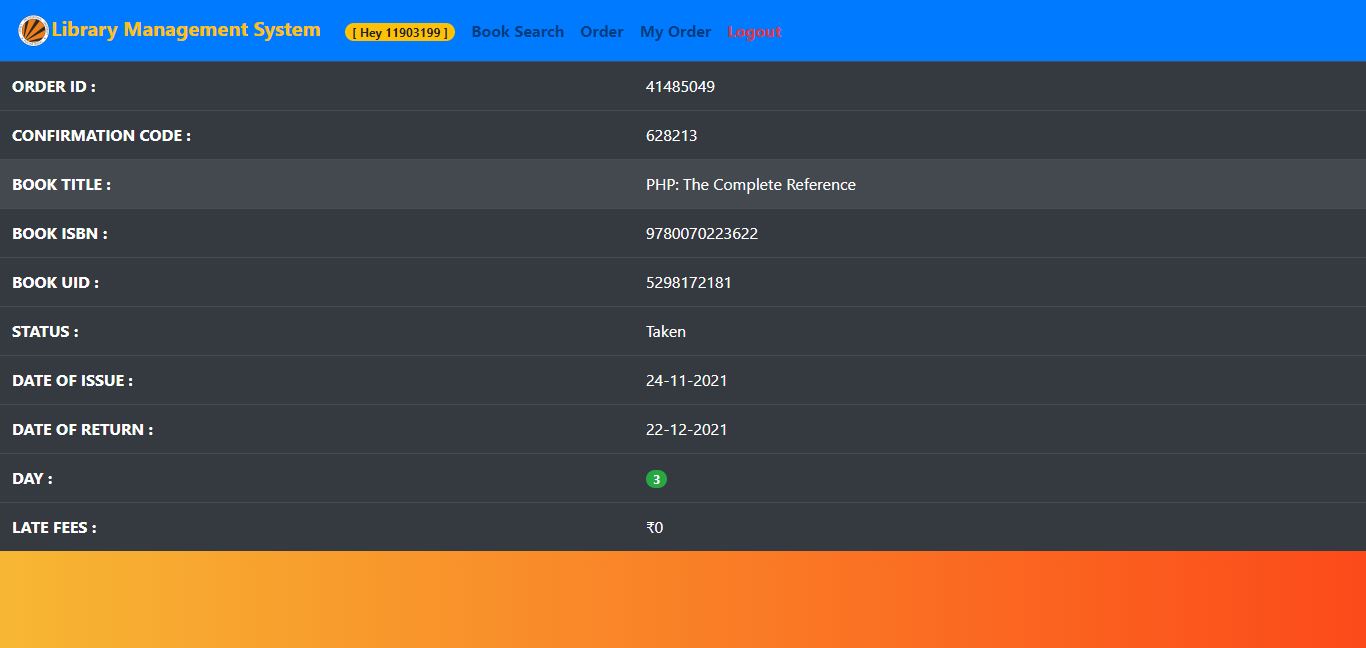 Library Management System [ Hey 11903199 ] Book Search Order My Order Logout
ORDER ID : 41485049
CONFIRMATION CODE : 628213
BOOK TITLE : PHP: The Complete Reference
BOOK ISBN : 9780070223622
BOOK UID : 5298172181
STATUS : Taken
DATE OF ISSUE : 24-11-2021
DATE OF RETURN : 22-12-2021
DAY : 3
LATE FEES : ₹0